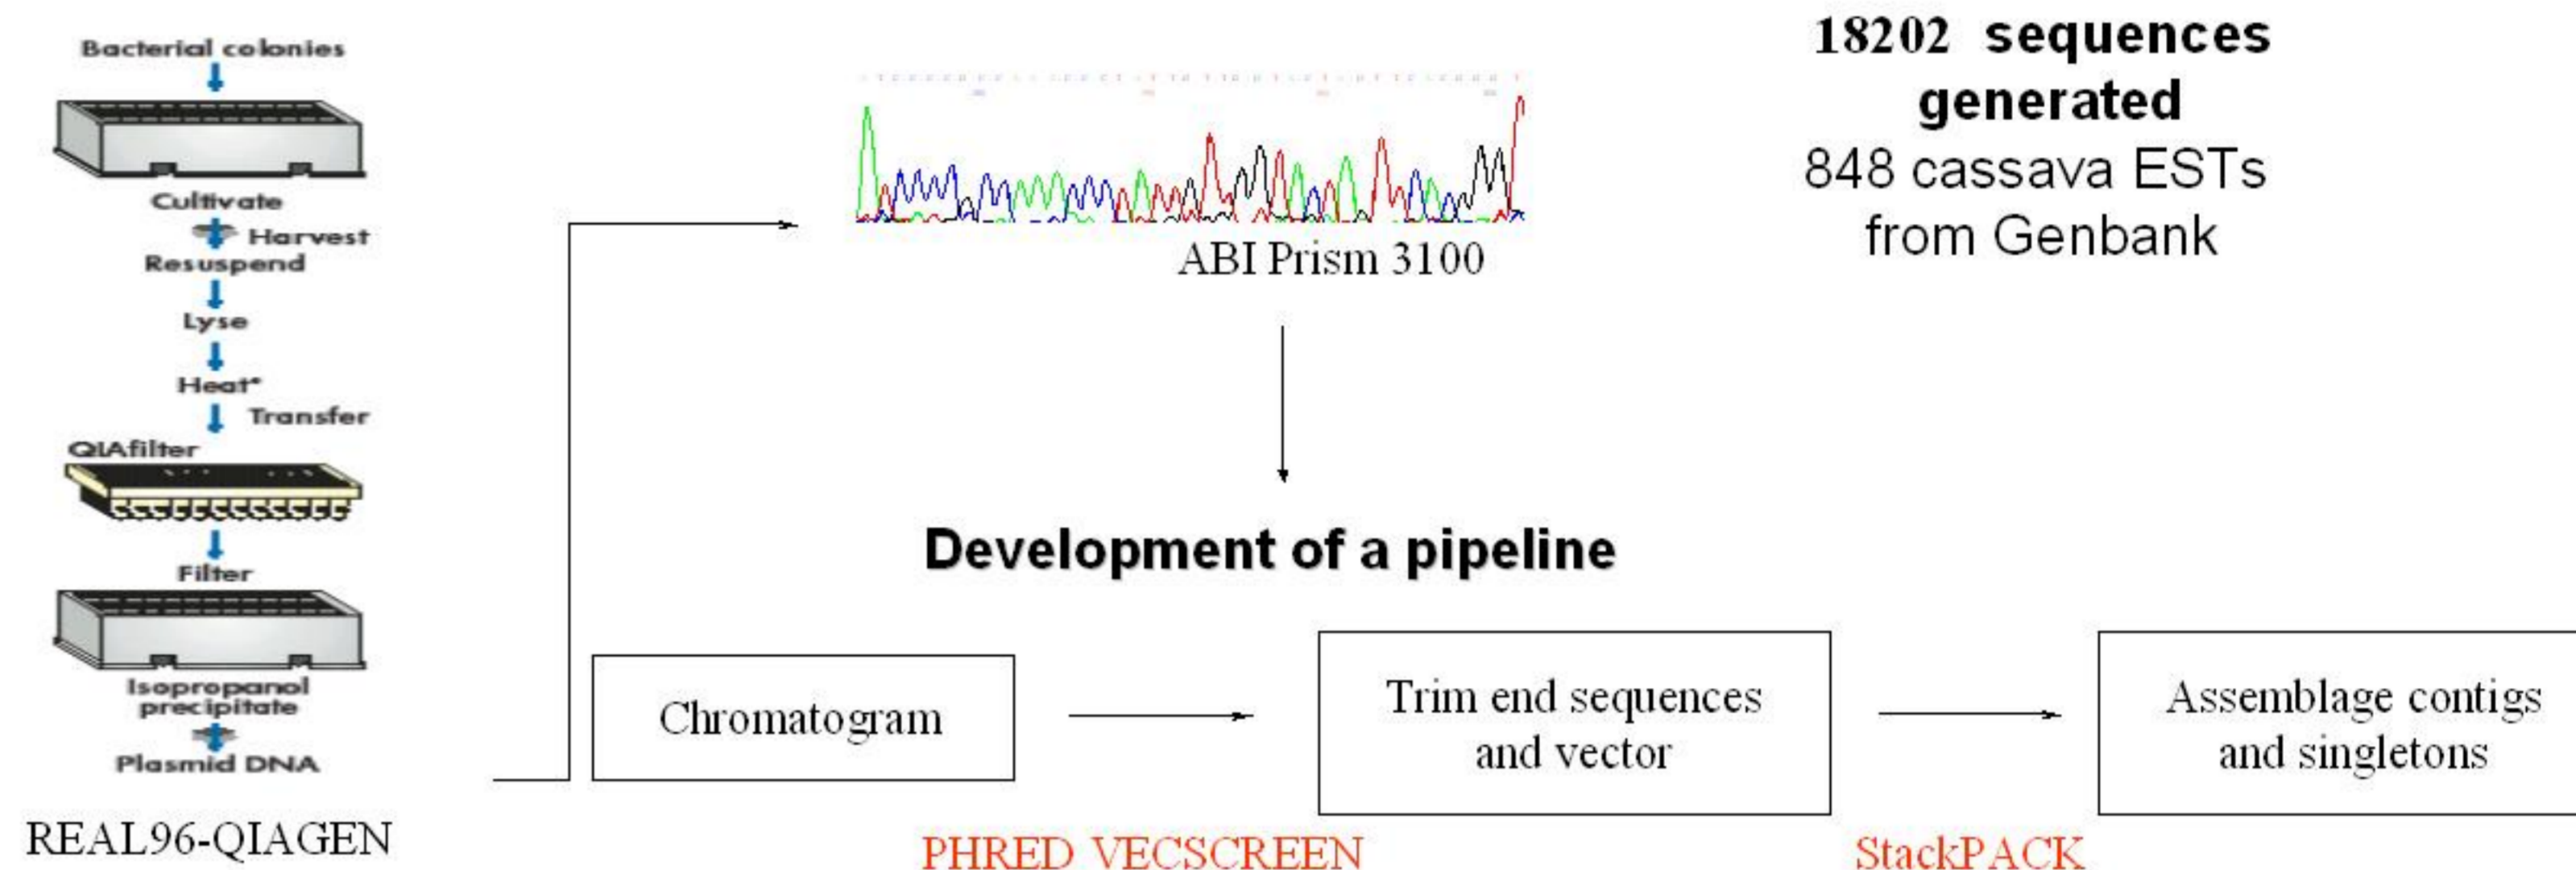 Bacterial colonies
Cultivate
Harvest
Resuspend
Lyse
Heat*
Transfer
QIAfilter
Filter
Isopropanol
precipitate
Plasmid DNA
REAL96-QIAGEN
ABI Prism 3100
18202 sequences
generated
848 cassava ESTs
from Genbank
Development of a pipeline
Chromatogram
Trim end sequences
and vector
Assemblage contigs
and singletons
PHRED VECSCREEN
StackPACK